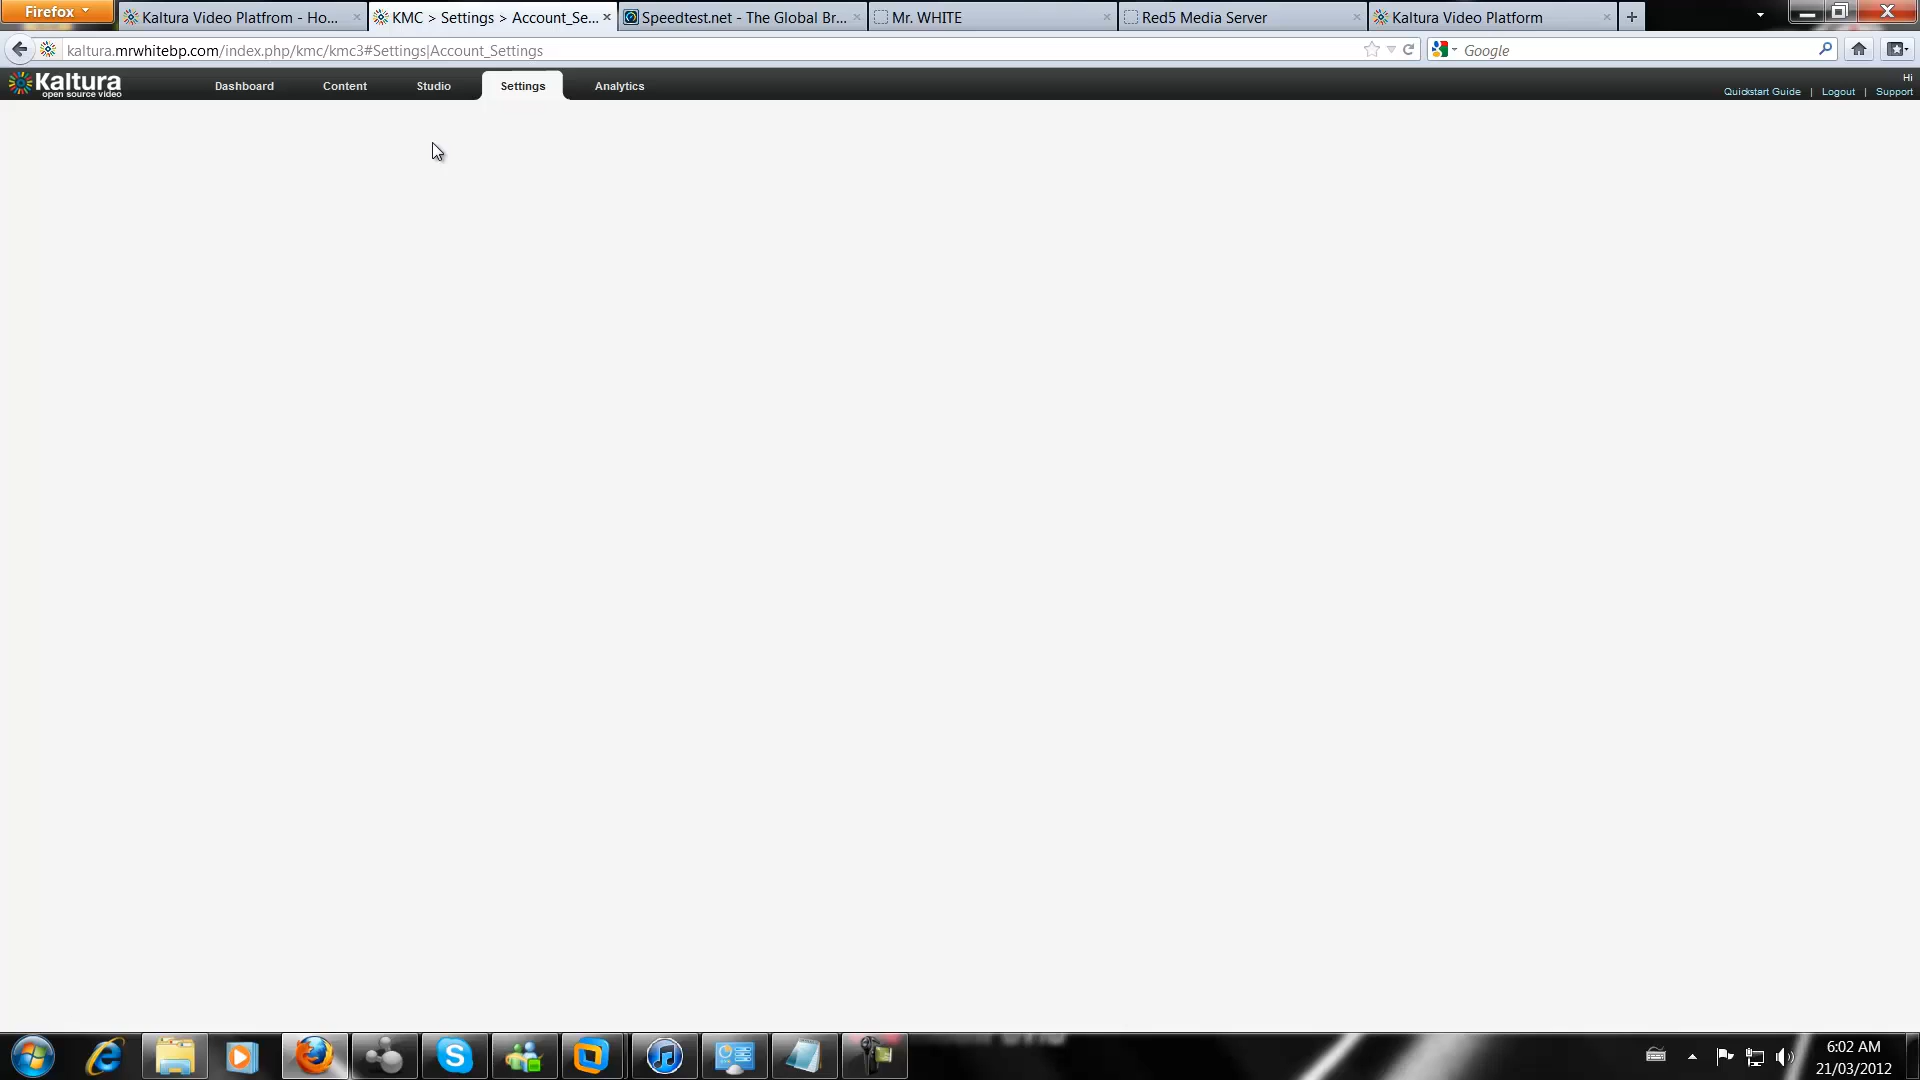 Firefox
Kaltura Video Platfrom - Ho...
KMC > Settings > Account_Se...
Speedtest.net - The Global Br...
Mr. WHITE
Red5 Media Server
Kaltura Video Platform
kaltura.mrwhitebp.com/index.php/kmc/kmc3#Settings|Account_Settings
Google
Kaltura
open source video
Dashboard
Content
Studio
Settings
Analytics
Hi
Quickstart Guide | Logout | Support
6:02 AM
21/03/2012